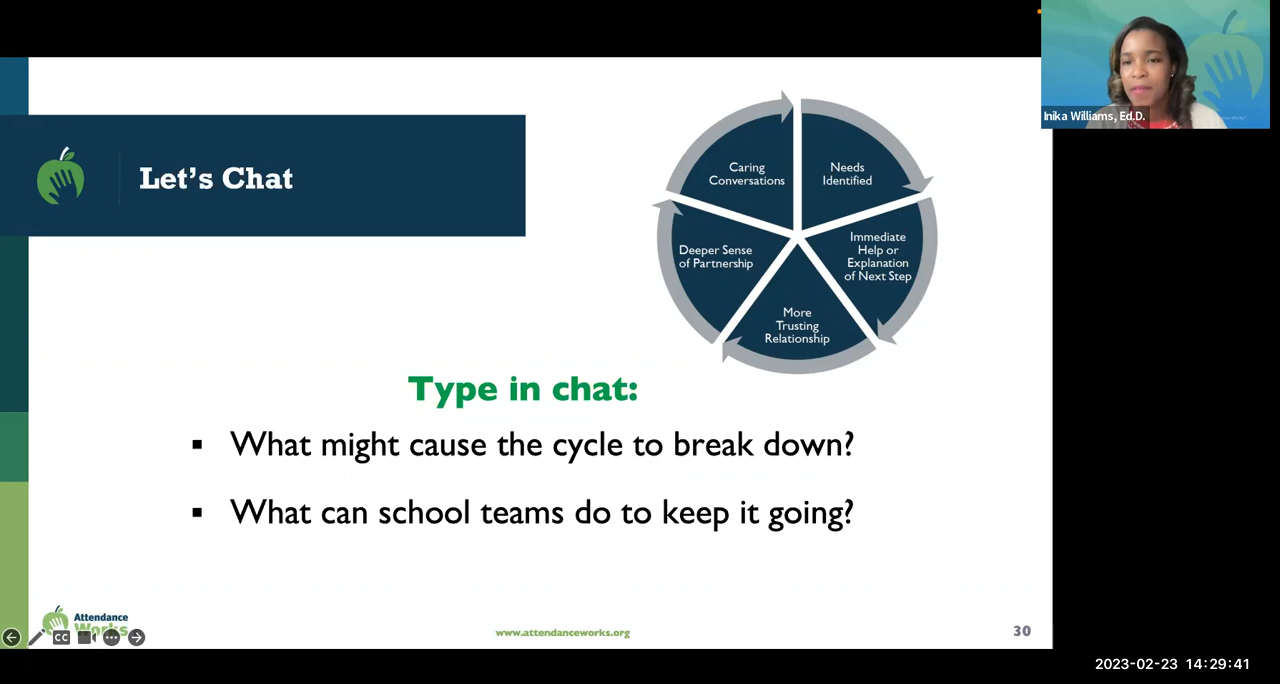 Inika Williams, Ed.D.
Let's Chat
Caring
Conversations
Needs
Identified
Immediate
Help or
Explanation
of Next Step
More
Trusting
Relationship
Deeper Sense
of Partnership
Type in chat:
▪ What might cause the cycle to break down?
▪ What can school teams do to keep it going?
Attendance
Works
CC
www.attendanceworks.org
30
2023-02-23 14:29:41